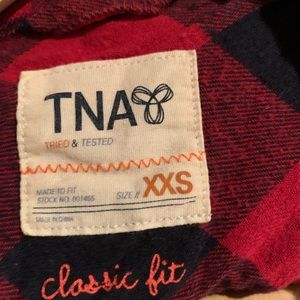 TNA
TRIED & TESTED
MADE TO FIT
STOCK NO. 001455
SIZE // XXS
MADE IN CHINA
classic fit